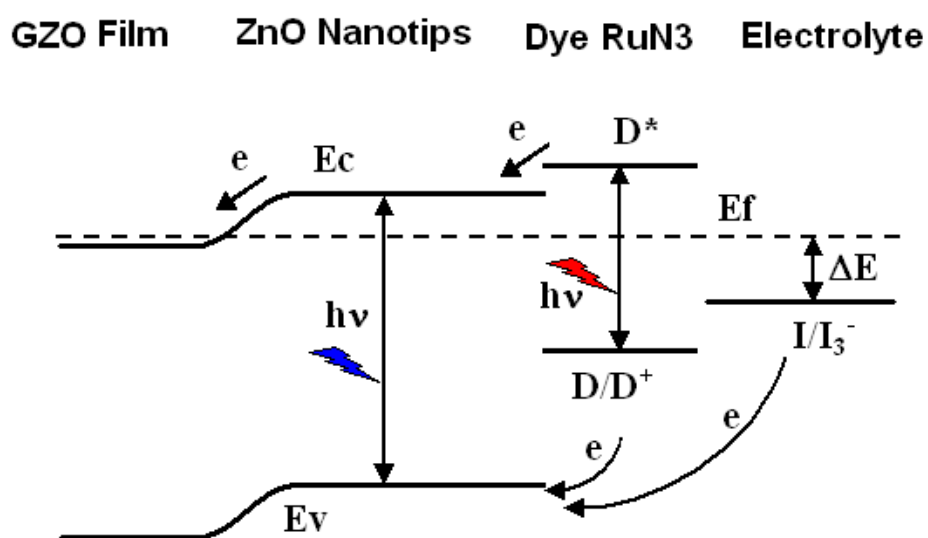 GZO Film ZnO Nanotips Dye RuN3 Electrolyte
e D*
e Ec
Ef
ΔE
hν hν
I/I₃⁻
D/D⁺
e e
Ev